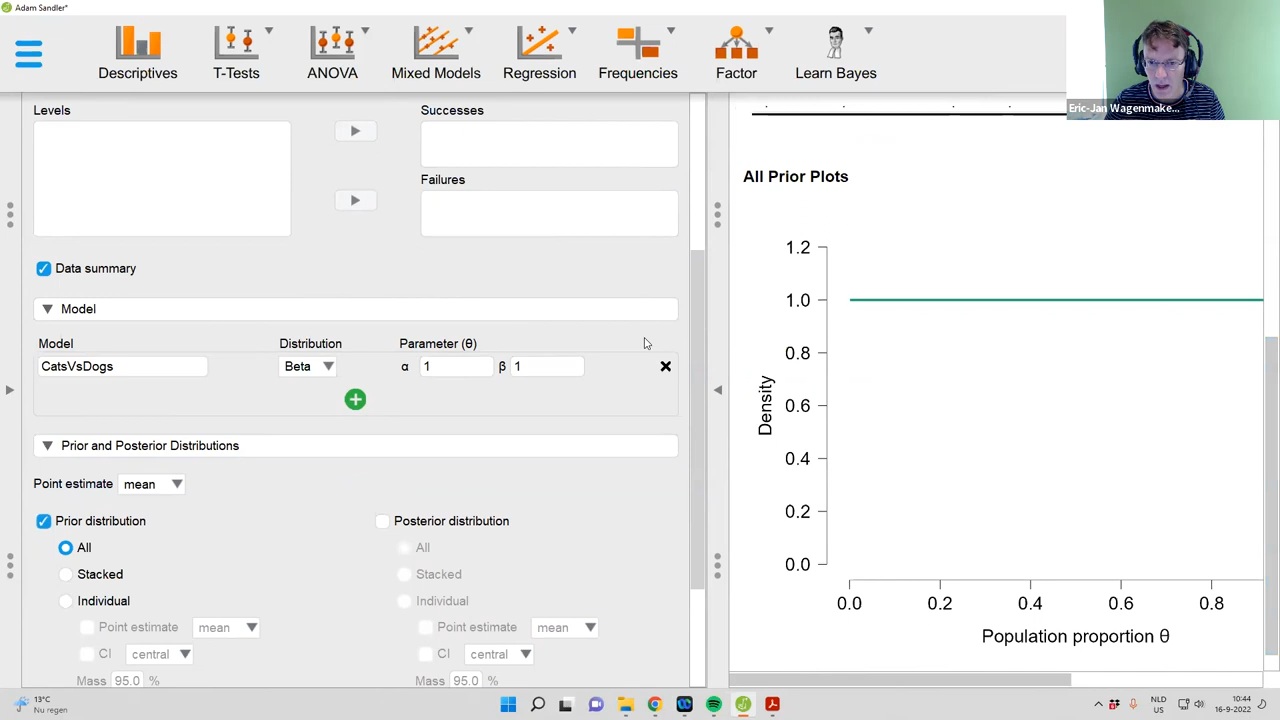 Adam Sandler*
Descriptives
T-Tests
ANOVA
Mixed Models
Regression
Frequencies
Factor
Learn Bayes
Eric-Jan Wagenmake...
Levels
Successes
Failures
Data summary
Model
Model
Distribution
Parameter (θ)
CatsVsDogs
Beta
α
1
β
1
Prior and Posterior Distributions
Point estimate
mean
Prior distribution
Posterior distribution
All
All
Stacked
Stacked
Individual
Individual
Point estimate
mean
Point estimate
mean
CI
central
CI
central
Mass 95.0 %
Mass 95.0 %
All Prior Plots
1.2
1.0
0.8
0.6
0.4
0.2
0.0
Density
0.0
0.2
0.4
0.6
0.8
Population proportion θ
13°C
Nu regen
NLD
US
10:44
16-9-2022